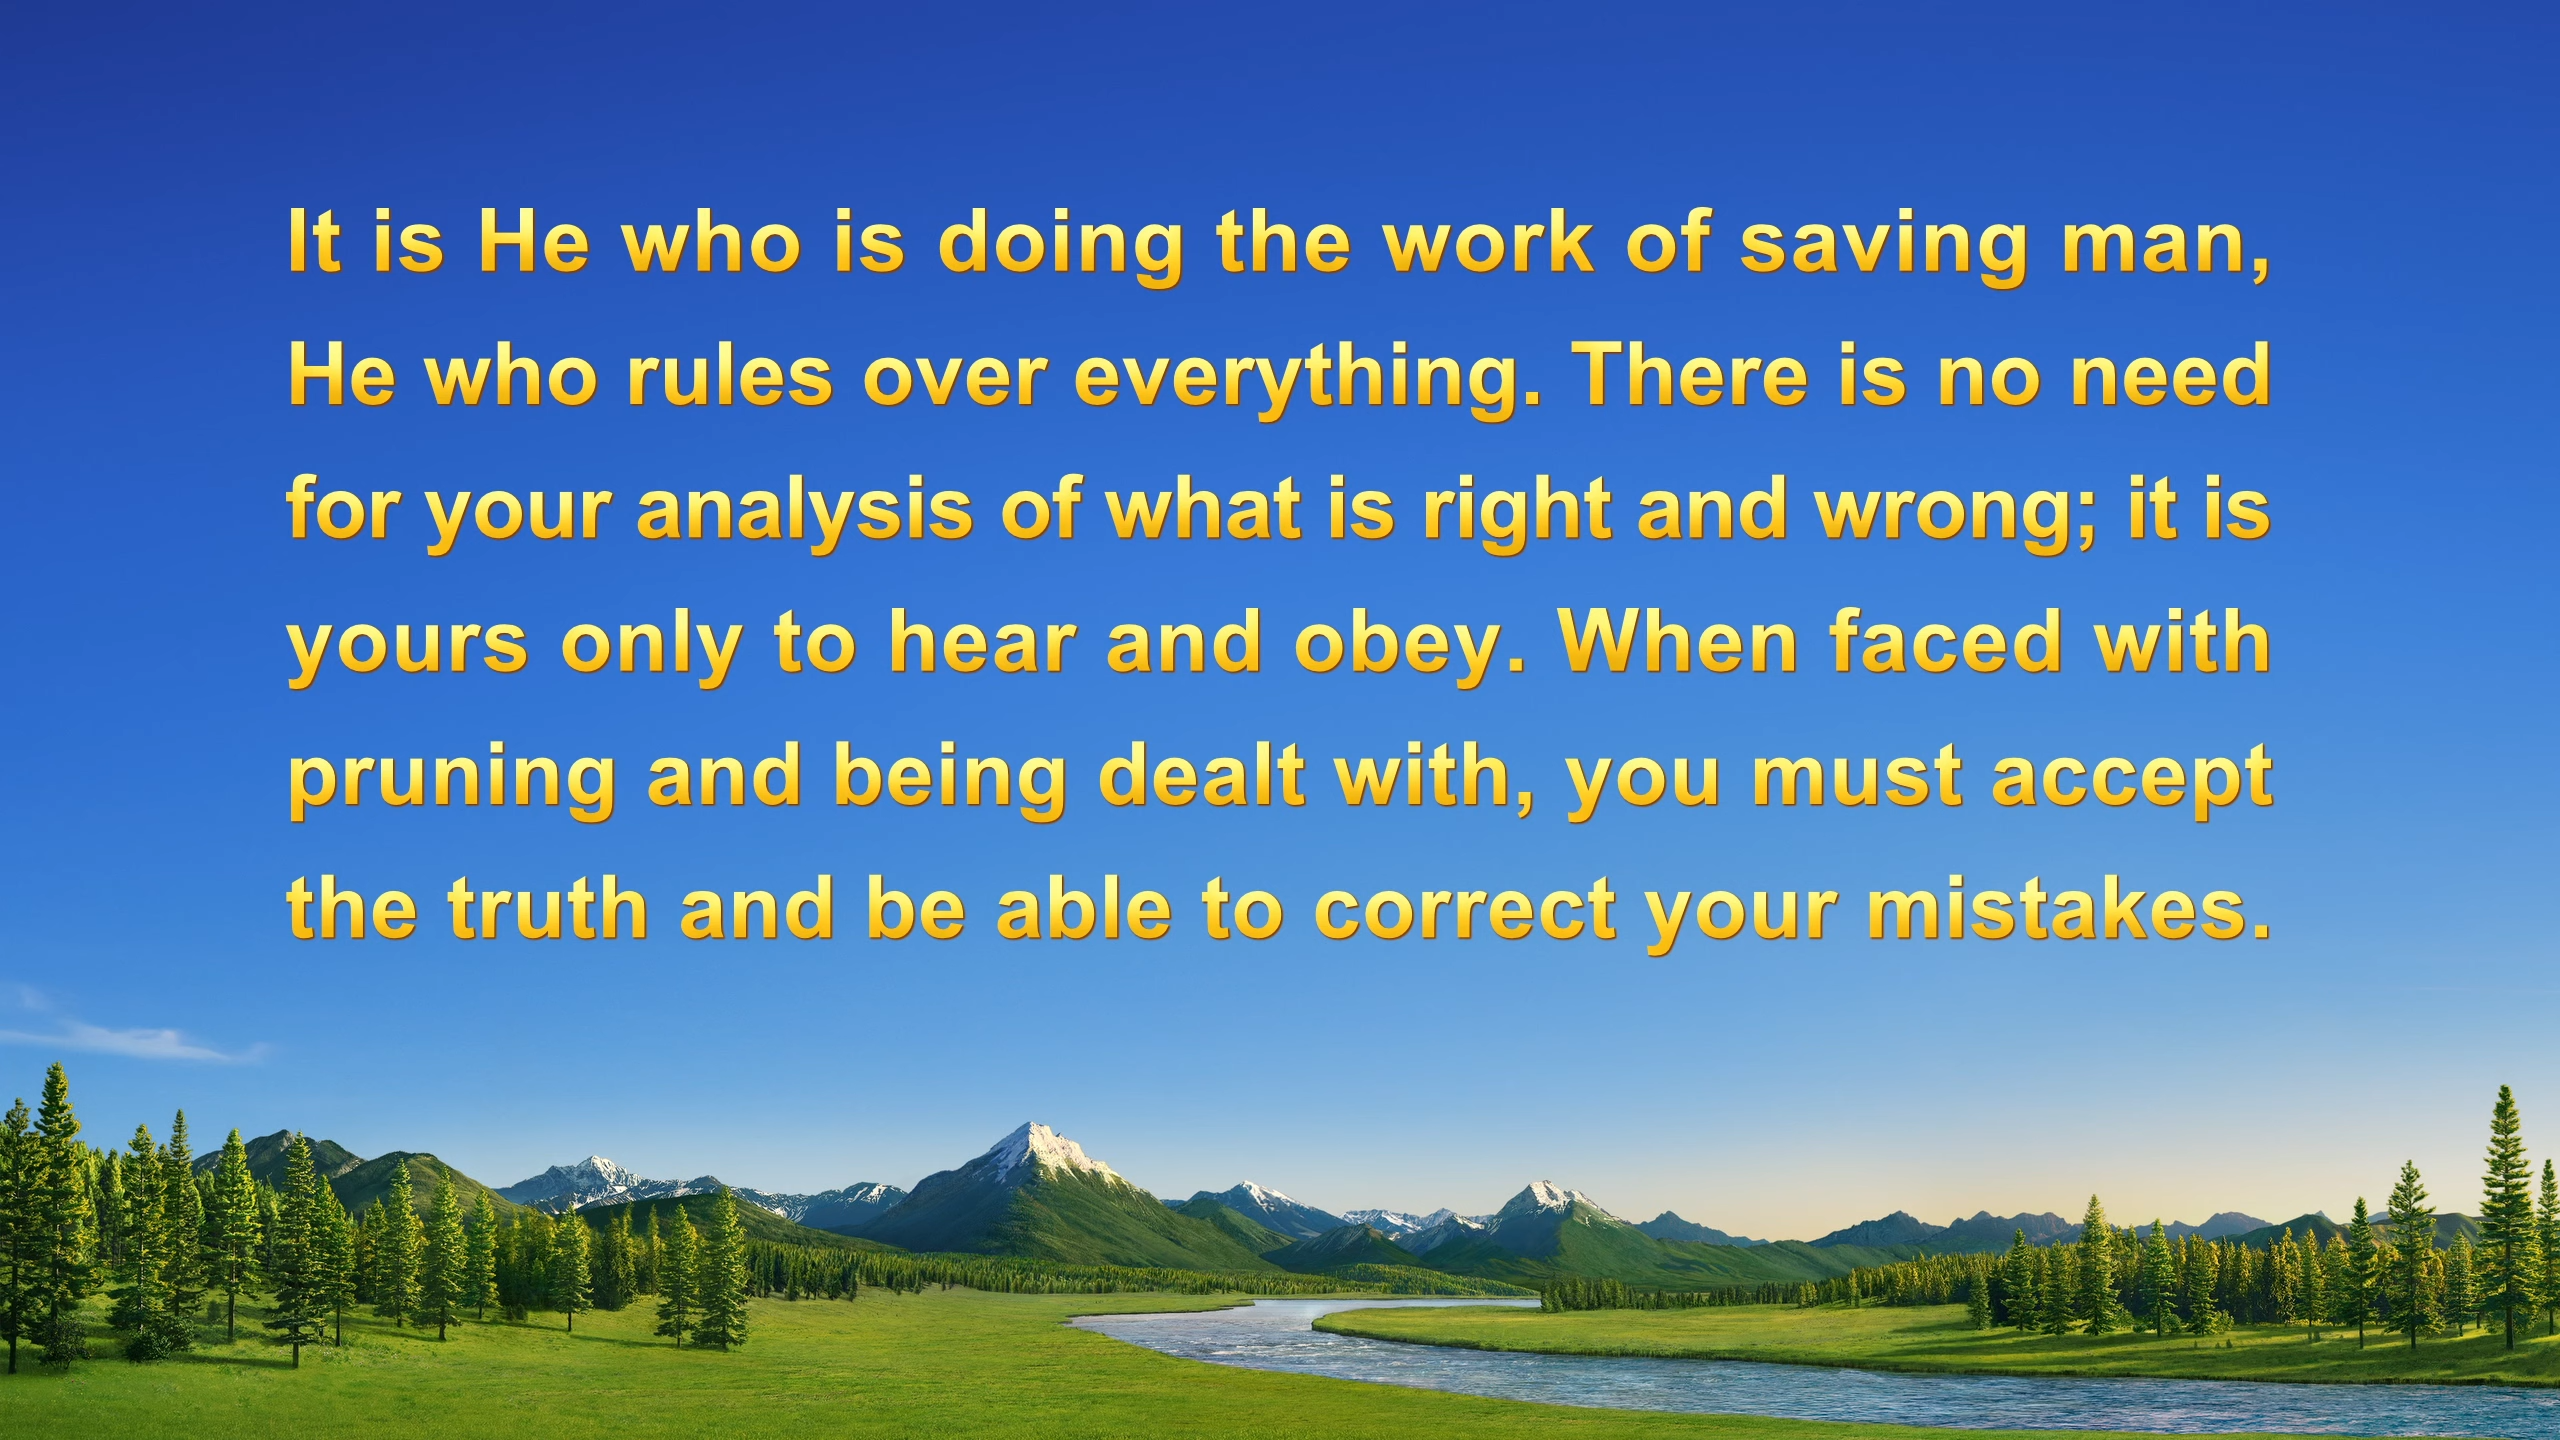 It is He who is doing the work of saving man,
He who rules over everything. There is no need
for your analysis of what is right and wrong; it is
yours only to hear and obey. When faced with
pruning and being dealt with, you must accept
the truth and be able to correct your mistakes.